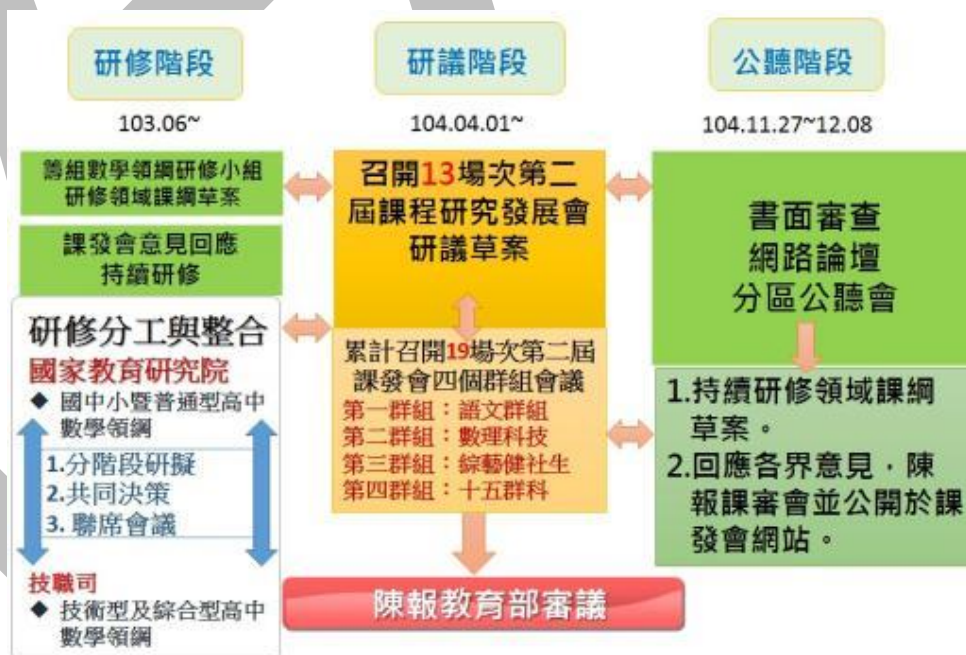 研修階段
103.06~
籌組數學領綱研修小組
研修領域課綱草案
課發會意見回應
持續研修
研修分工與整合
國家教育研究院
◆ 國中小暨普通型高中
數學領綱
1.分階段研擬
2.共同決策
3. 聯席會議
技職司
◆ 技術型及綜合型高中
數學領綱
研議階段
104.04.01~
召開13場次第二
屆課程研究發展會
研議草案
累計召開19場次第二屆
課發會四個群組會議
第一群組：語文群組
第二群組：數理科技
第三群組：綜藝健社生
第四群組：十五群科
陳報教育部審議
公聽階段
104.11.27~12.08
書面審查
網路論壇
分區公聽會
1.持續研修領域課綱
草案。
2.回應各界意見，陳
報課審會並公開於課
發會網站。